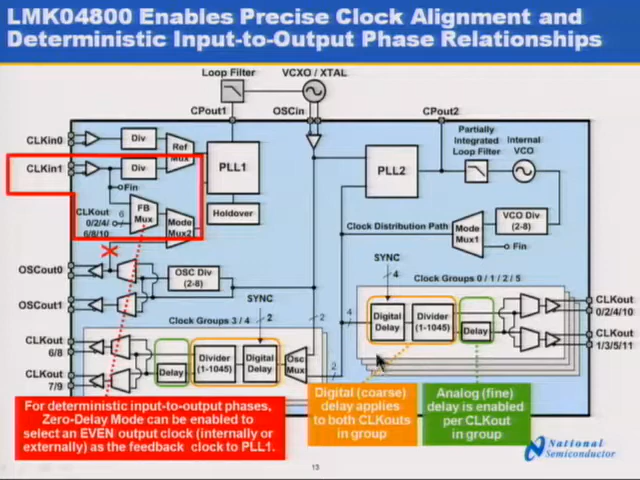 LMK04800 Enables Precise Clock Alignment and
Deterministic Input-to-Output Phase Relationships
Loop Filter
VCXO / XTAL
CPout1
OSCin
CPout2
CLKin0
Div
Ref
Mux
PLL1
Partially
Integrated
Loop Filter
Internal
VCO
CLKin1
Div
PLL2
Fin
Holdover
CLKout
0/2/4/
6/8/10
6
FB
Mux
Mode
Mux2
Clock Distribution Path
Mode
Mux1
VCO Div
(2-8)
Fin
OSCout0
OSC Div
(2-8)
SYNC
4
Clock Groups 0 / 1 / 2 / 5
OSCout1
SYNC
2
2
Clock Groups 3 / 4
4
Digital
Delay
Divider
(1-1045)
Delay
CLKout
0/2/4/10
CLKout
1/3/5/11
CLKout
6/8
CLKout
7/9
Delay
Divider
(1-1045)
Digital
Delay
Osc
Mux
2
For deterministic input-to-output phases,
Zero-Delay Mode can be enabled to
select an EVEN output clock (internally or
externally) as the feedback clock to PLL1.
Digital (coarse)
delay applies
to both CLKouts
in group
Analog (fine)
delay is enabled
per CLKout
in group
National
Semiconductor
13